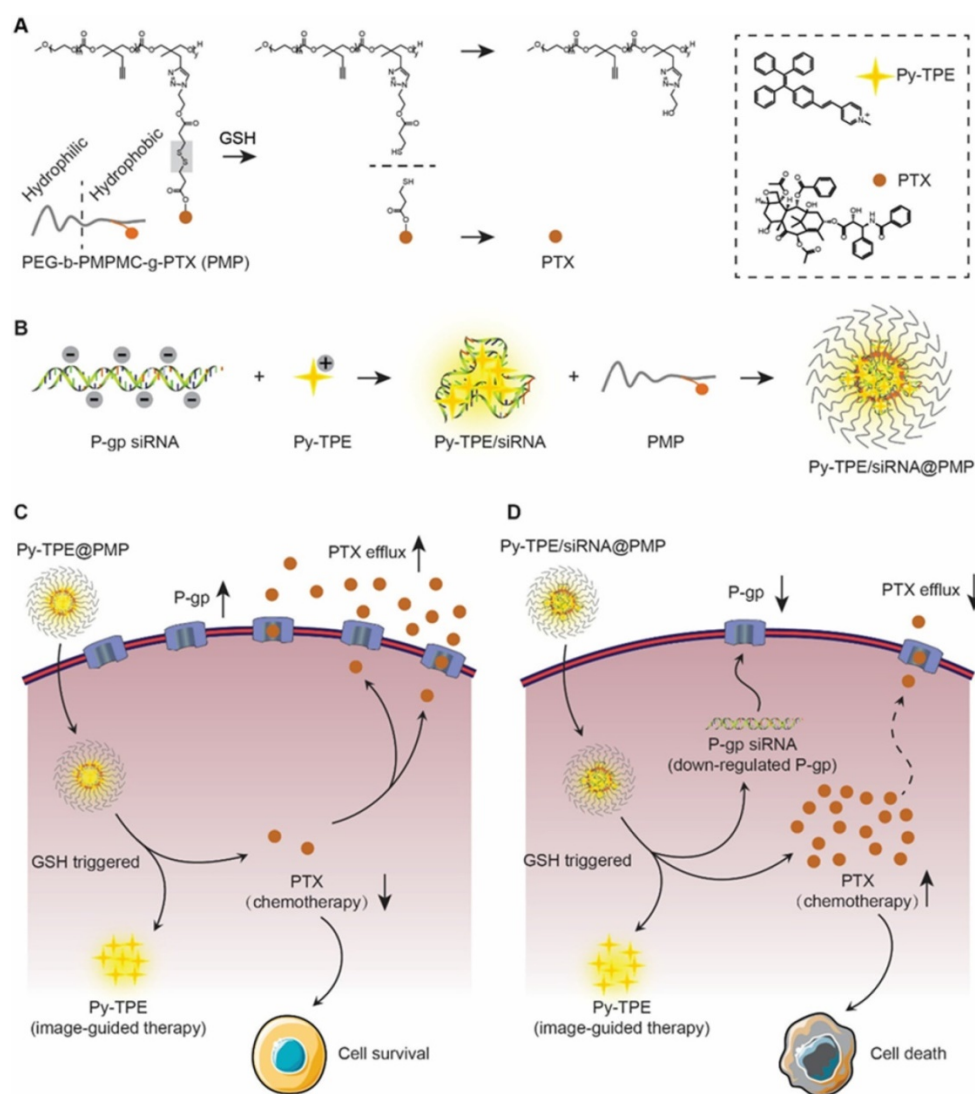 A
Hydrophilic
Hydrophobic
GSH
PEG-b-PMPMC-g-PTX (PMP)
PTX
Py-TPE
PTX
B
P-gp siRNA
+
Py-TPE
Py-TPE/siRNA
+
PMP
Py-TPE/siRNA@PMP
C
Py-TPE@PMP
P-gp
PTX efflux
GSH triggered
PTX
(chemotherapy)
Py-TPE
(image-guided therapy)
Cell survival
D
Py-TPE/siRNA@PMP
P-gp
PTX efflux
P-gp siRNA
(down-regulated P-gp)
GSH triggered
PTX
(chemotherapy)
Py-TPE
(image-guided therapy)
Cell death